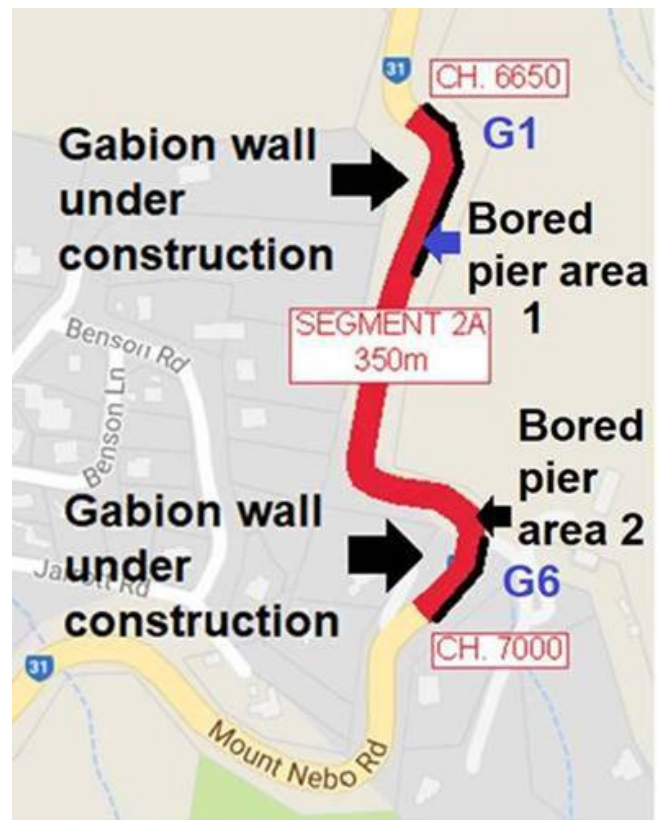 31
CH. 6650
G1
Gabion wall
under
construction
Bored
pier area
1
SEGMENT 2A
350m
Benson Rd
Benson Ln
Bored
pier
area 2
Gabion wall
under
construction
Jarrott Rd
G6
CH. 7000
31
Mount Nebo Rd